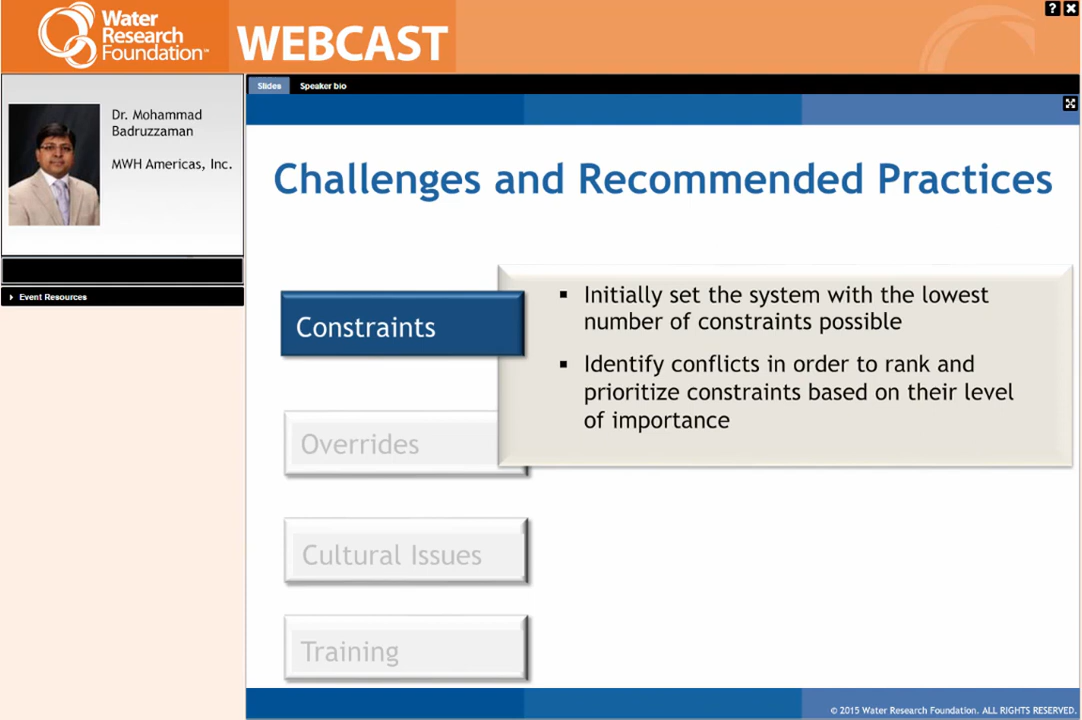 Water
Research
Foundation™
WEBCAST
? x
Slides Speaker bio
Dr. Mohammad
Badruzzaman
MWH Americas, Inc.
Event Resources
Challenges and Recommended Practices
Constraints
▪ Initially set the system with the lowest
number of constraints possible
▪ Identify conflicts in order to rank and
prioritize constraints based on their level
of importance
Overrides
Cultural Issues
Training
© 2015 Water Research Foundation. ALL RIGHTS RESERVED.